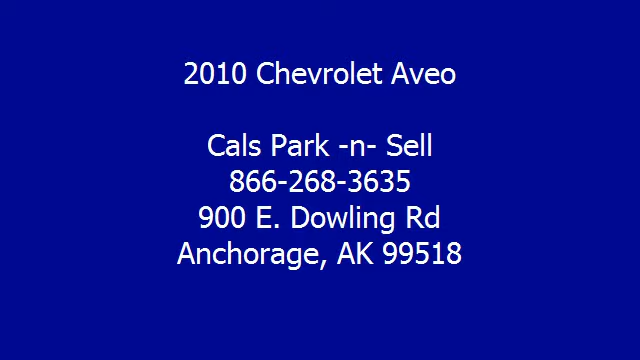 2010 Chevrolet Aveo
Cals Park -n- Sell
866-268-3635
900 E. Dowling Rd
Anchorage, AK 99518